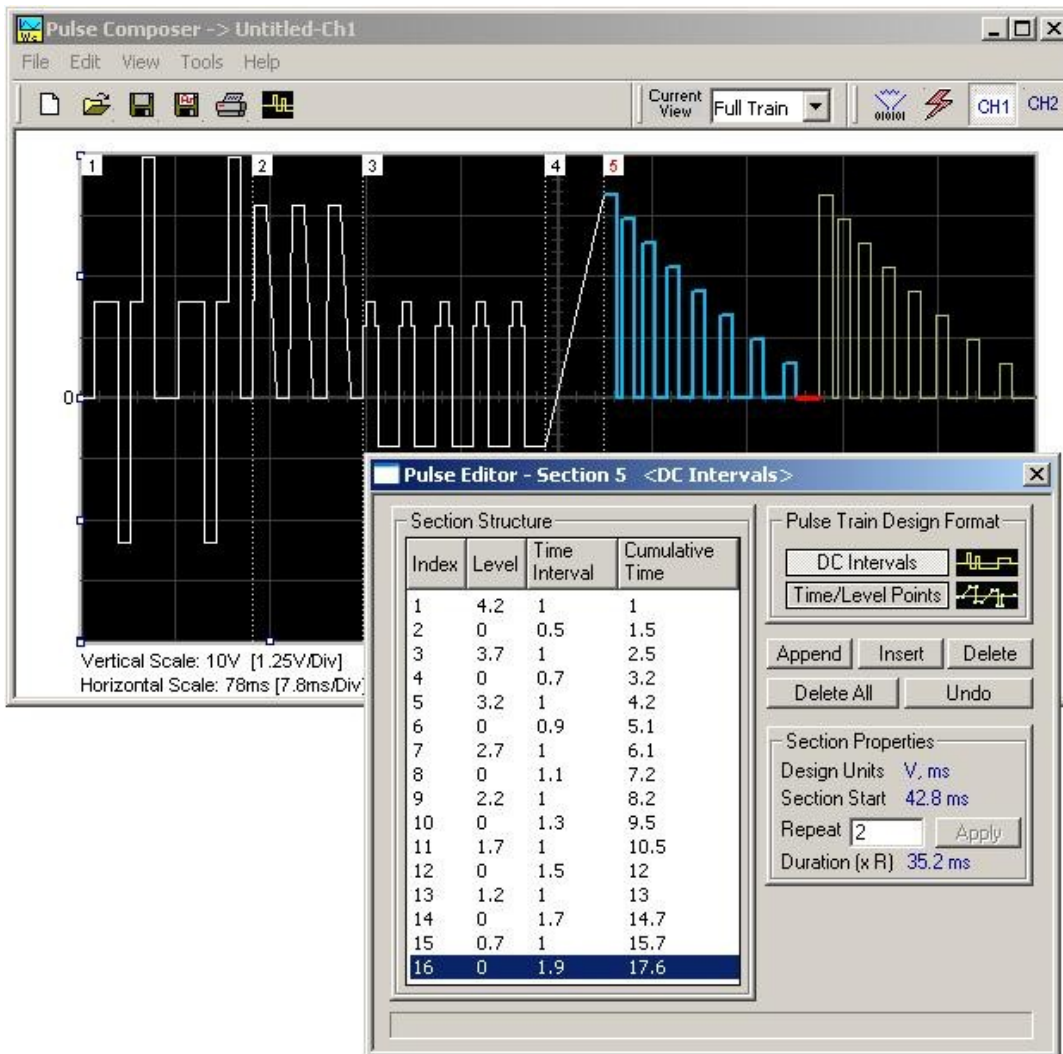 Pulse Composer -> Untitled-Ch1
File Edit View Tools Help
Current View Full Train
010101
CH1 CH2
1 2 3 4 5
0
Vertical Scale: 10V [1.25V/Div]
Horizontal Scale: 78ms [7.8ms/Div]
Pulse Editor - Section 5 <DC Intervals>
Section Structure
Index Level Time Interval Cumulative Time
1 4.2 1 1
2 0 0.5 1.5
3 3.7 1 2.5
4 0 0.7 3.2
5 3.2 1 4.2
6 0 0.9 5.1
7 2.7 1 6.1
8 0 1.1 7.2
9 2.2 1 8.2
10 0 1.3 9.5
11 1.7 1 10.5
12 0 1.5 12
13 1.2 1 13
14 0 1.7 14.7
15 0.7 1 15.7
16 0 1.9 17.6
Pulse Train Design Format
DC Intervals
Time/Level Points
Append Insert Delete
Delete All Undo
Section Properties
Design Units V, ms
Section Start 42.8 ms
Repeat 2 Apply
Duration (x R) 35.2 ms